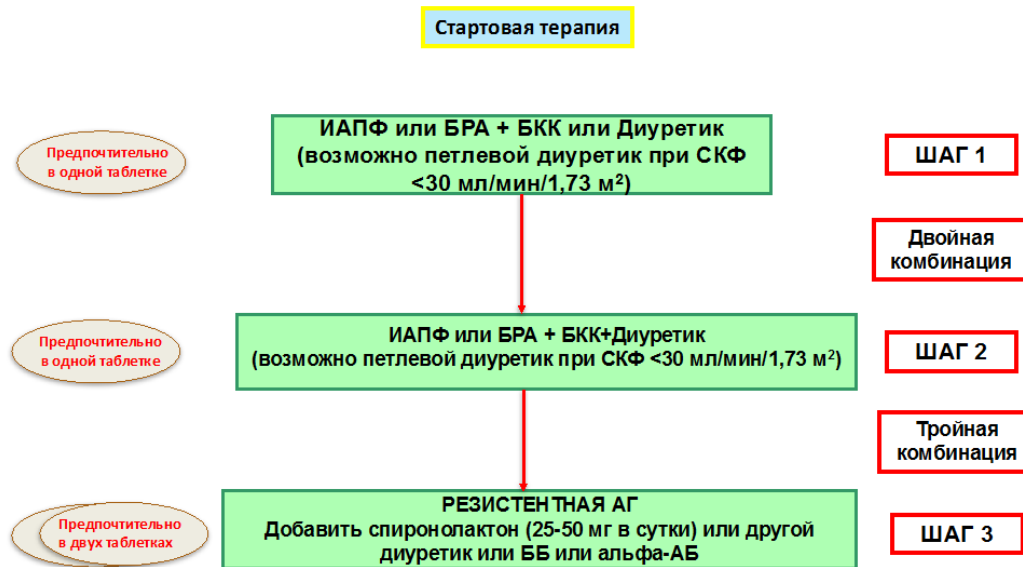 Стартовая терапия
Предпочтительно
в одной таблетке
ИАПФ или БРА + БКК или Диуретик
(возможно петлевой диуретик при СКФ
<30 мл/мин/1,73 м²)
ШАГ 1
Двойная
комбинация
Предпочтительно
в одной таблетке
ИАПФ или БРА + БКК+Диуретик
(возможно петлевой диуретик при СКФ <30 мл/мин/1,73 м²)
ШАГ 2
Тройная
комбинация
Предпочтительно
в двух таблетках
РЕЗИСТЕНТНАЯ АГ
Добавить спиронолактон (25-50 мг в сутки) или другой
диуретик или ББ или альфа-АБ
ШАГ 3